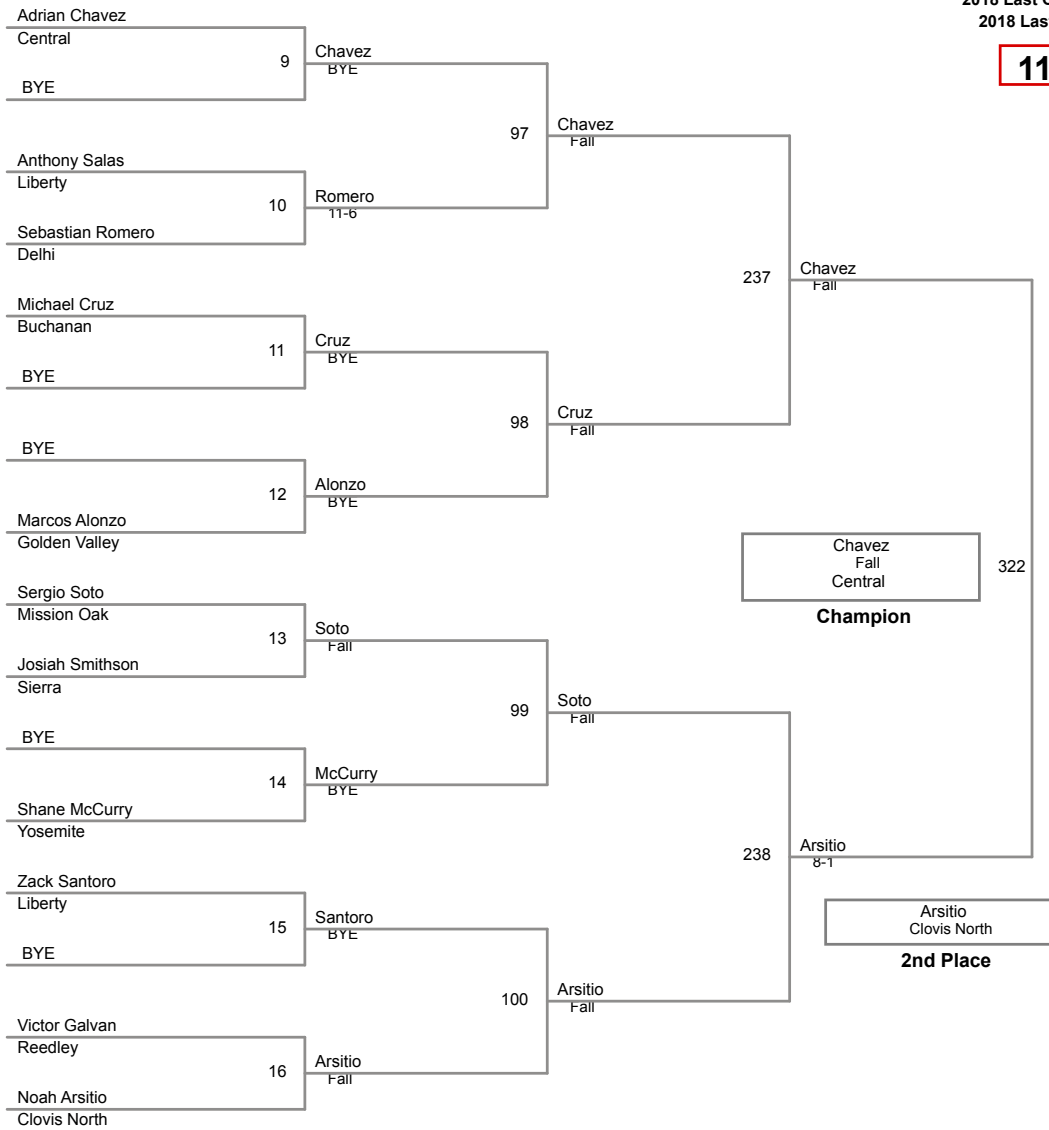 2018 Last
2018 Las
11
Adrian Chavez
Central
BYE
9
Chavez
BYE
Anthony Salas
Liberty
Sebastian Romero
Delhi
10
Romero
11-6
97
Chavez
Fall
Michael Cruz
Buchanan
BYE
11
Cruz
BYE
BYE
Marcos Alonzo
Golden Valley
12
Alonzo
BYE
98
Cruz
Fall
237
Chavez
Fall
Sergio Soto
Mission Oak
Josiah Smithson
Sierra
13
Soto
Fall
BYE
Shane McCurry
Yosemite
14
McCurry
BYE
99
Soto
Fall
Zack Santoro
Liberty
BYE
15
Santoro
BYE
Victor Galvan
Reedley
Noah Arsitio
Clovis North
16
Arsitio
Fall
100
Arsitio
Fall
238
Arsitio
8-1
322
Chavez
Fall
Central
Champion
Arsitio
Clovis North
2nd Place